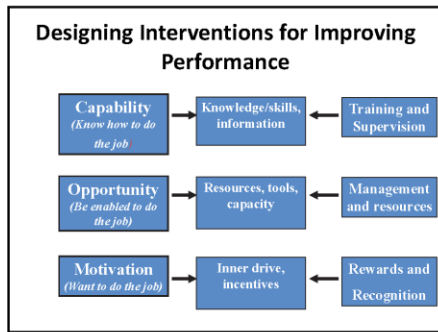 Designing Interventions for Improving
Performance
Capability
(Know how to do
the job)
Knowledge/skills,
information
Training and
Supervision
Opportunity
(Be enabled to do
the job)
Resources, tools,
capacity
Management
and resources
Motivation
(Want to do the job)
Inner drive,
incentives
Rewards and
Recognition